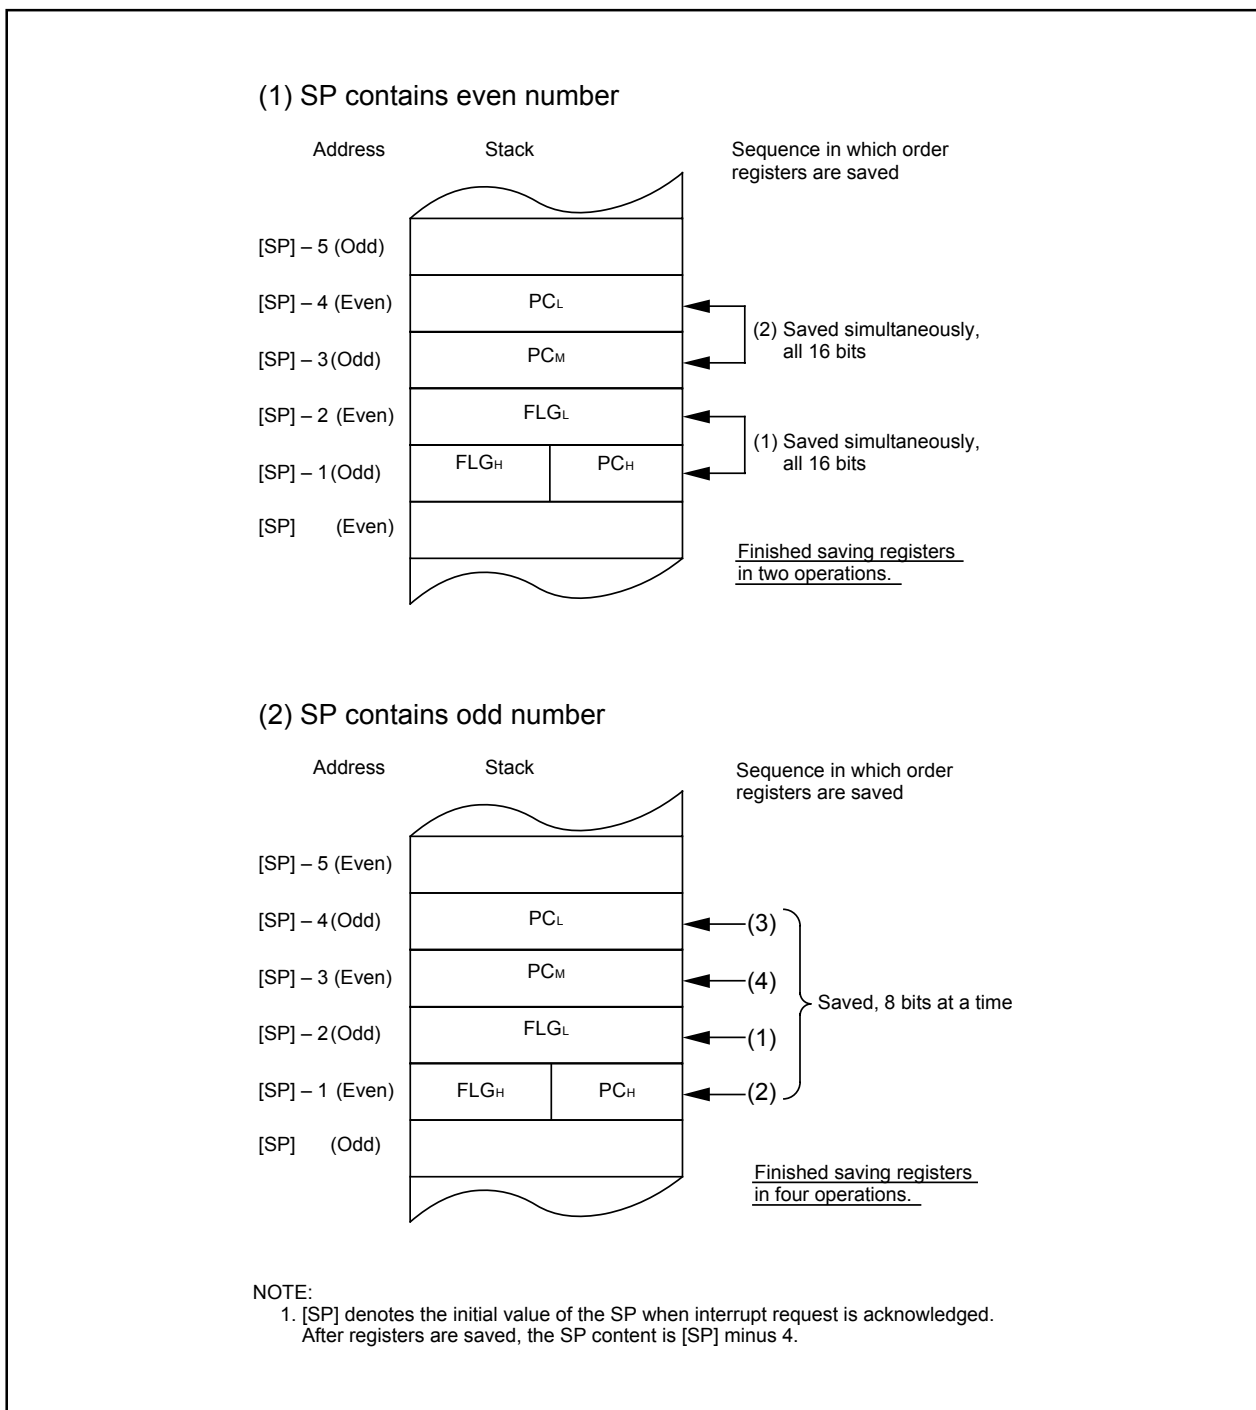 (1) SP contains even number
Address Stack Sequence in which order
registers are saved
[SP] – 5 (Odd)
[SP] – 4 (Even) PCL
(2) Saved simultaneously,
all 16 bits
[SP] – 3 (Odd) PCM
[SP] – 2 (Even) FLGL
(1) Saved simultaneously,
all 16 bits
[SP] – 1 (Odd) FLGH PCH
[SP] (Even)
Finished saving registers
in two operations.
(2) SP contains odd number
Address Stack Sequence in which order
registers are saved
[SP] – 5 (Even)
[SP] – 4 (Odd) PCL (3)
[SP] – 3 (Even) PCM (4)
Saved, 8 bits at a time
[SP] – 2 (Odd) FLGL (1)
[SP] – 1 (Even) FLGH PCH (2)
[SP] (Odd)
Finished saving registers
in four operations.
NOTE:
1. [SP] denotes the initial value of the SP when interrupt request is acknowledged.
After registers are saved, the SP content is [SP] minus 4.